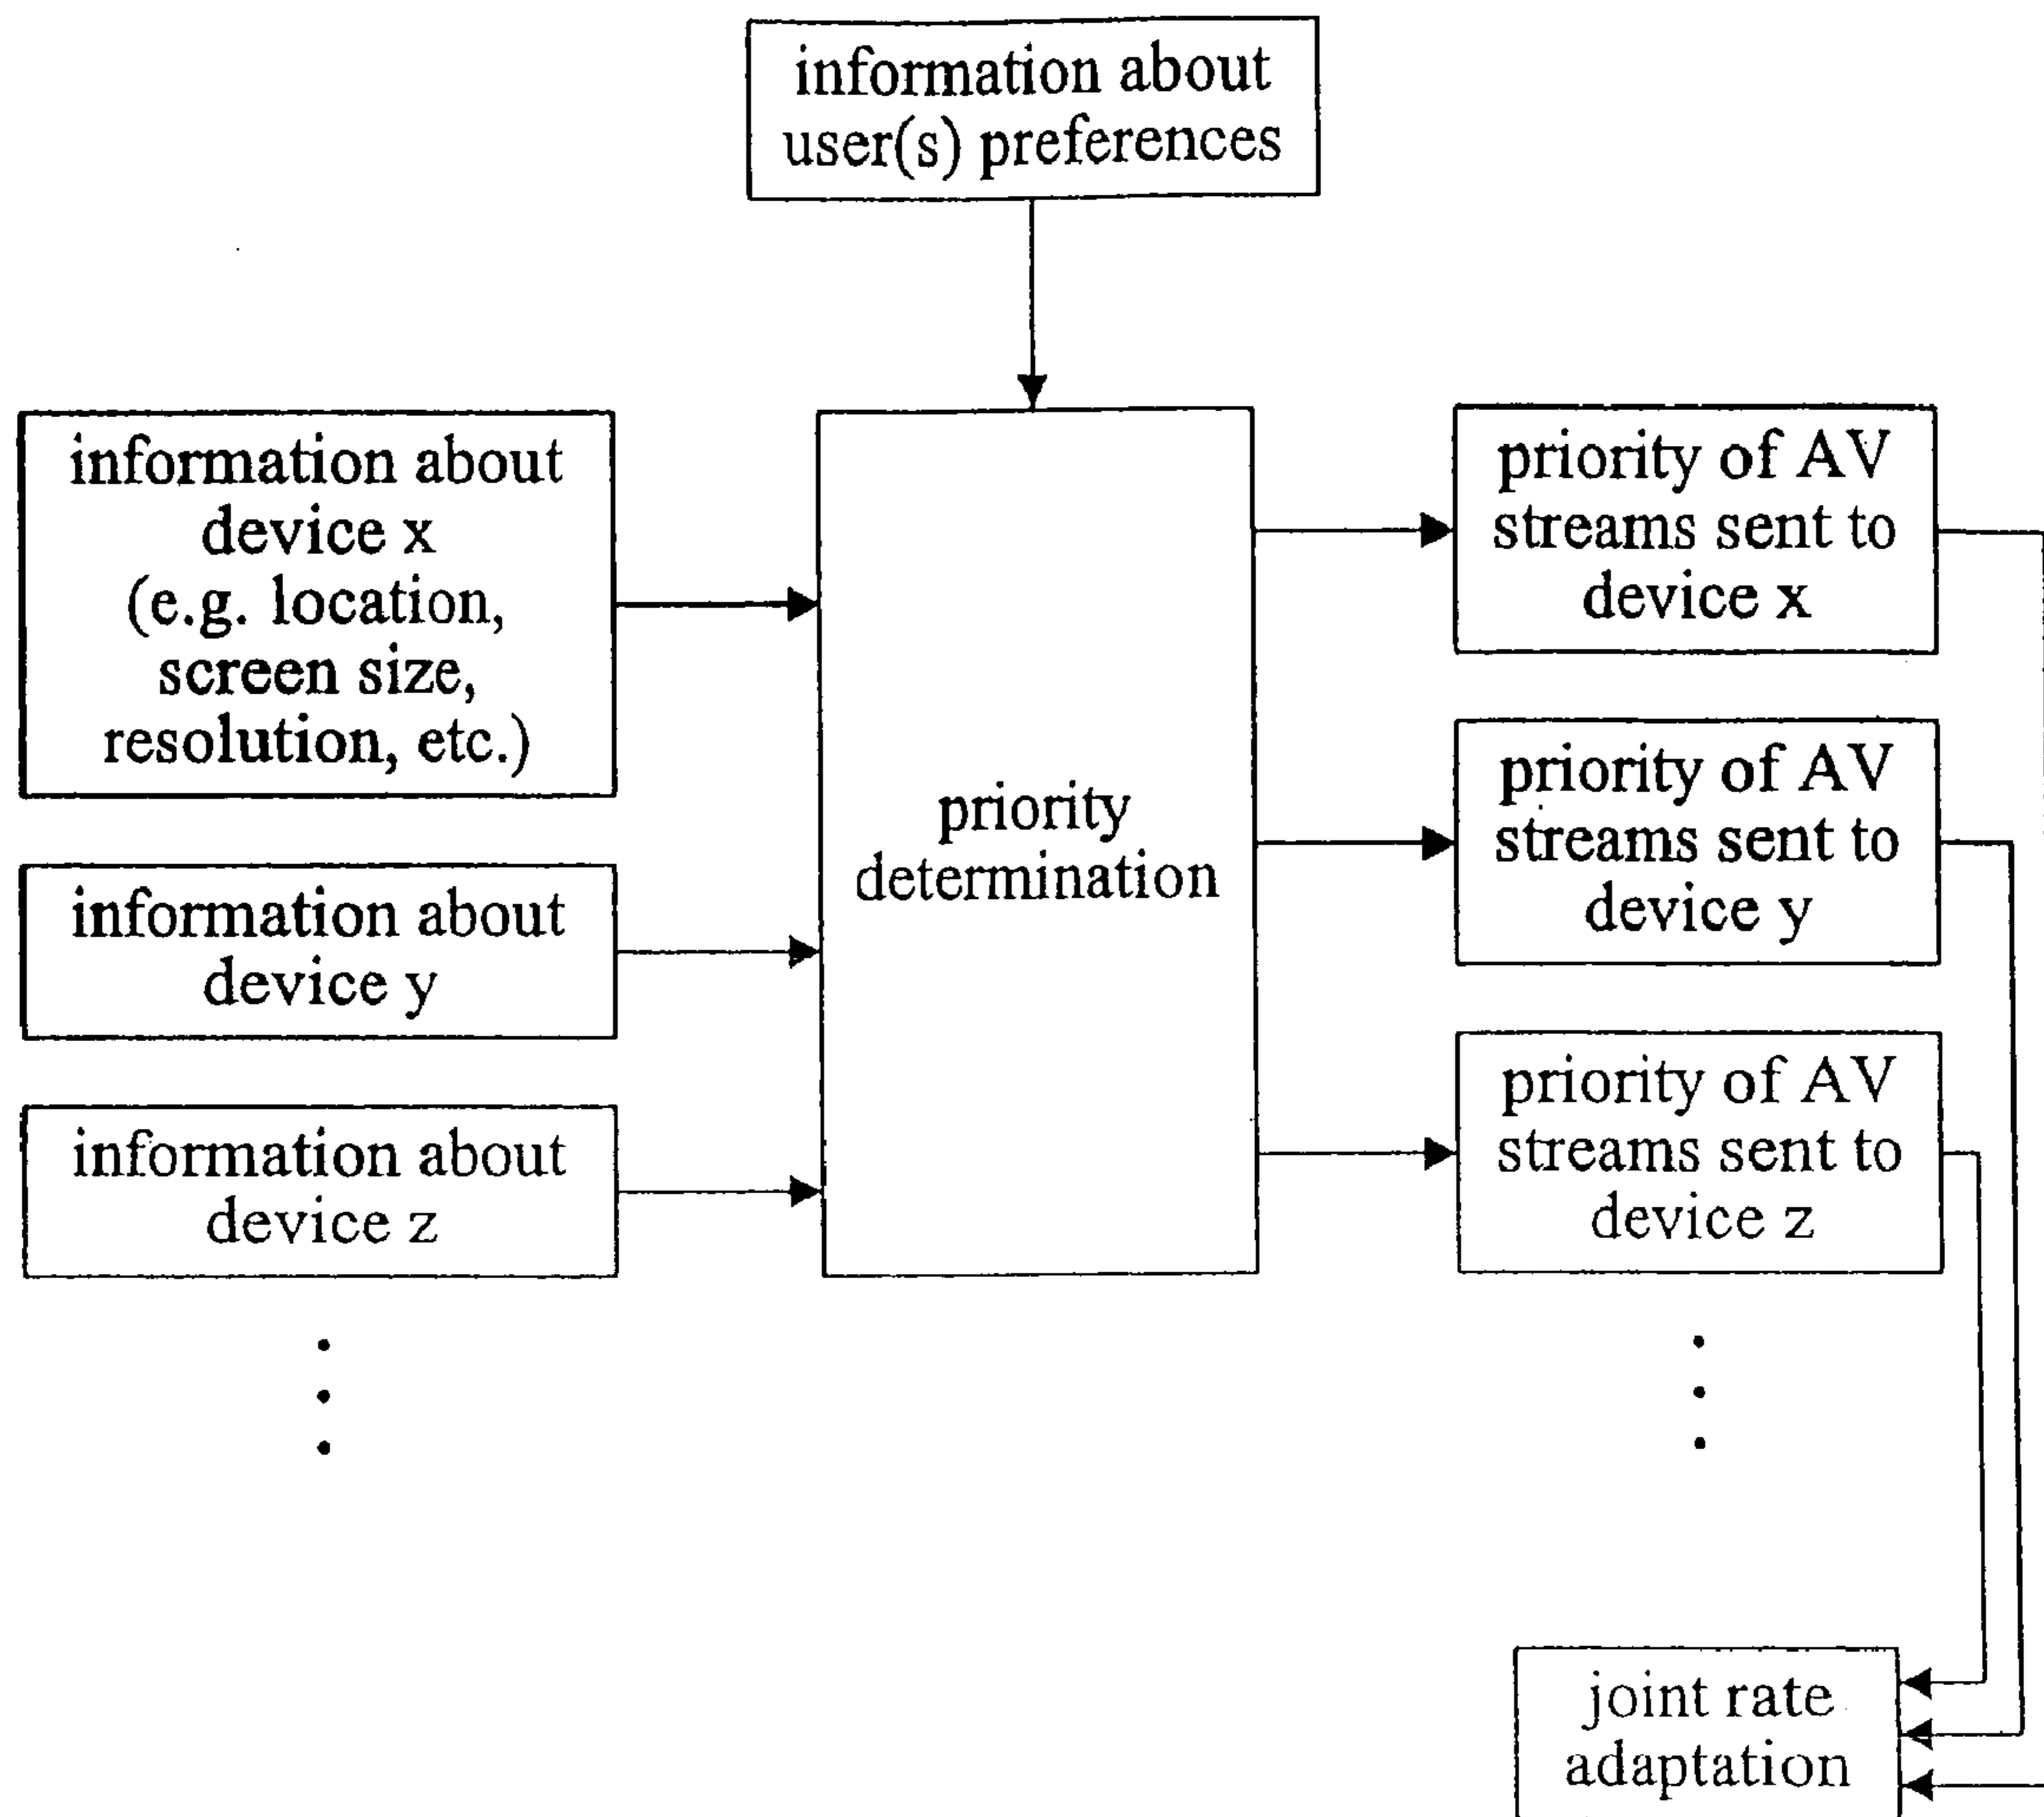 information about
user(s) preferences
information about
device x
(e.g. location,
screen size,
resolution, etc.)
information about
device y
information about
device z
priority
determination
priority of AV
streams sent to
device x
priority of AV
streams sent to
device y
priority of AV
streams sent to
device z
joint rate
adaptation